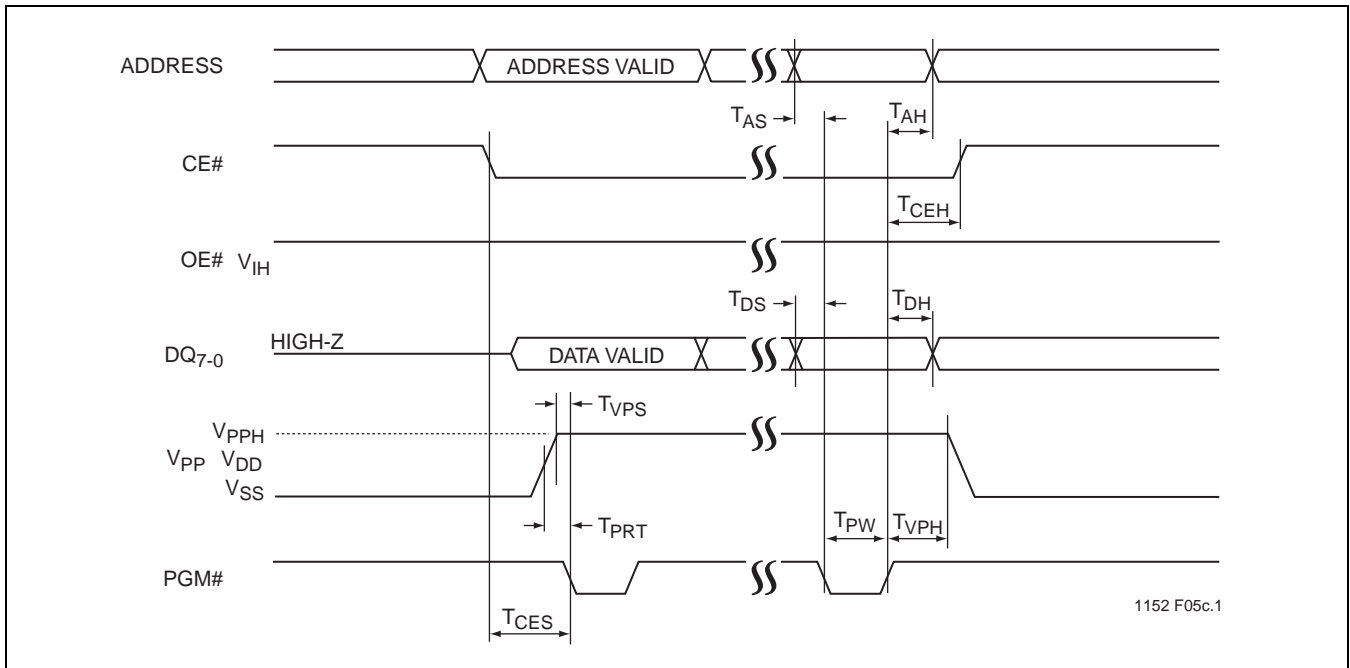 ADDRESS
ADDRESS VALID
TAS
TAH
CE#
TCEH
OE# VIH
TDS
TDH
HIGH-Z
DQ7-0
DATA VALID
TVPS
VPPH
VPP VDD
VSS
TPRT
TPW
TVPH
PGM#
TCES
1152 F05c.1